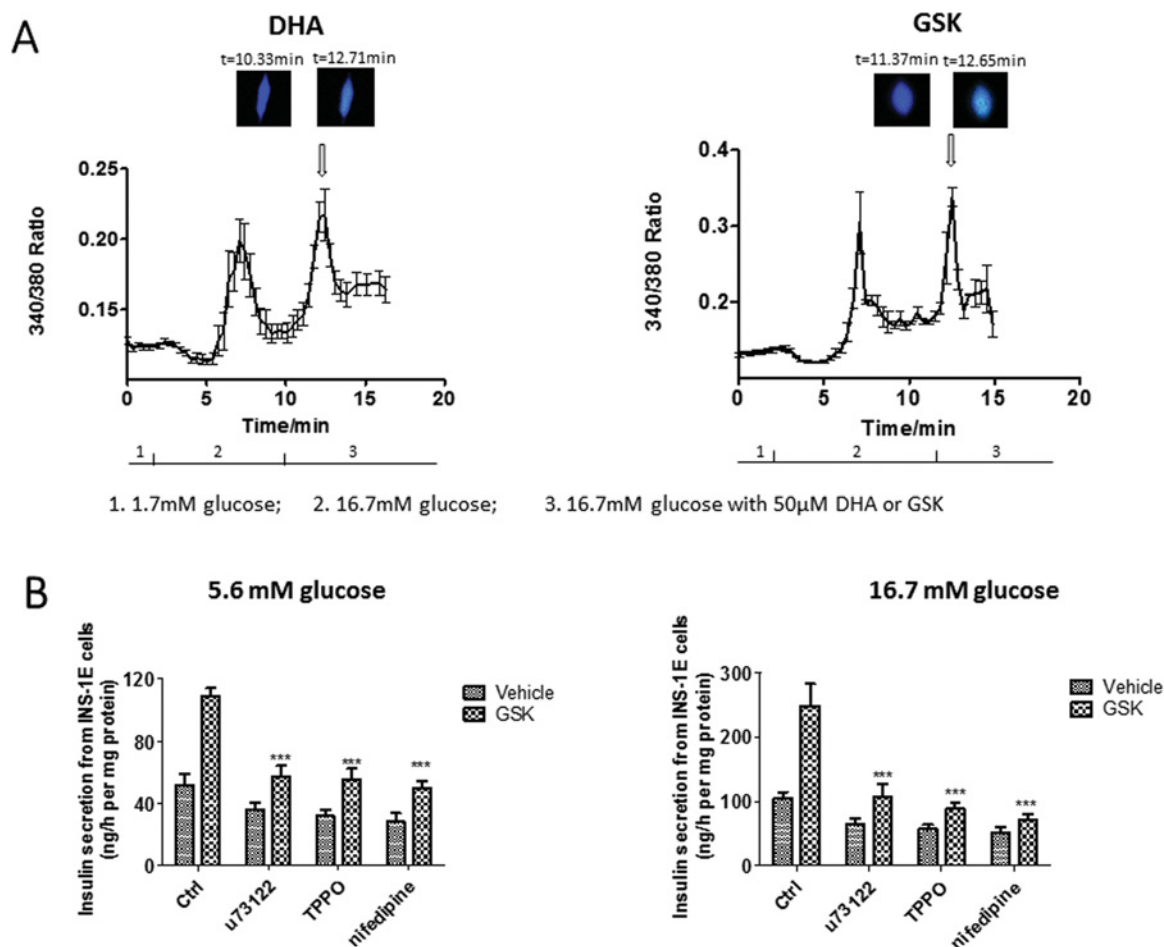 A
DHA
GSK
t=10.33min t=12.71min
t=11.37min t=12.65min
340/380 Ratio
0.25
0.20
0.15
0 5 10 15 20
Time/min
1 2 3
340/380 Ratio
0.4
0.3
0.2
0 5 10 15 20
Time/min
1 2 3
1. 1.7mM glucose; 2. 16.7mM glucose; 3. 16.7mM glucose with 50μM DHA or GSK
B
5.6 mM glucose
16.7 mM glucose
Insulin secretion from INS-1E cells
(ng/h per mg protein)
120
80
40
0
*** *** ***
Vehicle
GSK
Ctrl u73122 TPPO nifedipine
Insulin secretion from INS-1E cells
(ng/h per mg protein)
300
200
100
0
*** *** ***
Vehicle
GSK
Ctrl u73122 TPPO nifedipine